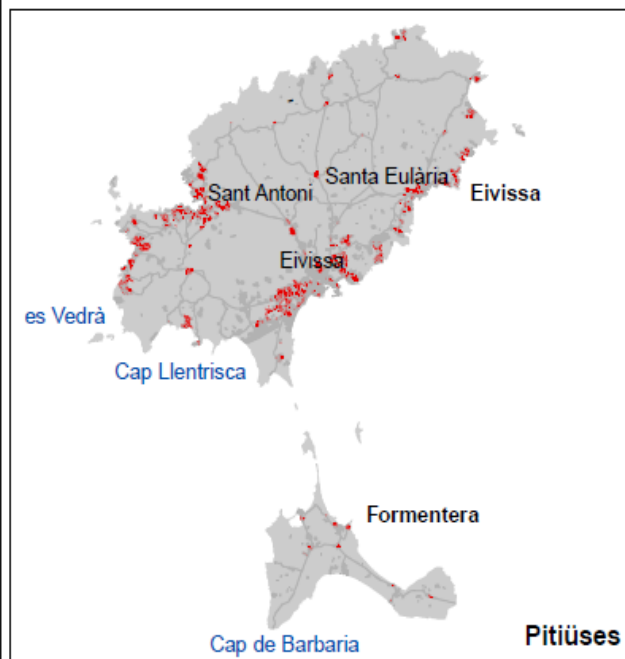 Santa Eulària
Sant Antoni
Eivissa
Eivissa
es Vedrà
Cap Llentrisca
Formentera
Cap de Barbaria
Pitiüses